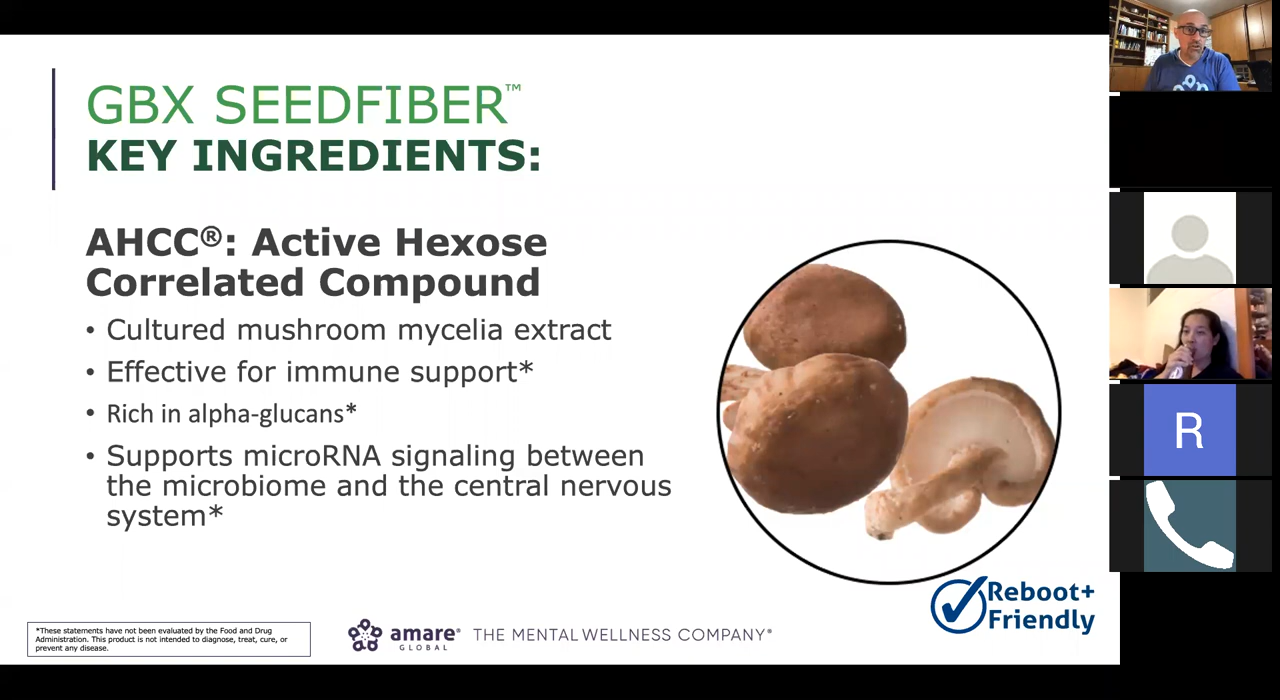 GBX SEEDFIBER™
KEY INGREDIENTS:
AHCC®: Active Hexose
Correlated Compound
• Cultured mushroom mycelia extract
• Effective for immune support*
• Rich in alpha-glucans*
• Supports microRNA signaling between
the microbiome and the central nervous
system*
Reboot+
Friendly
*These statements have not been evaluated by the Food and Drug
Administration. This product is not intended to diagnose, treat, cure, or
prevent any disease.
amare®
GLOBAL
THE MENTAL WELLNESS COMPANY®
R